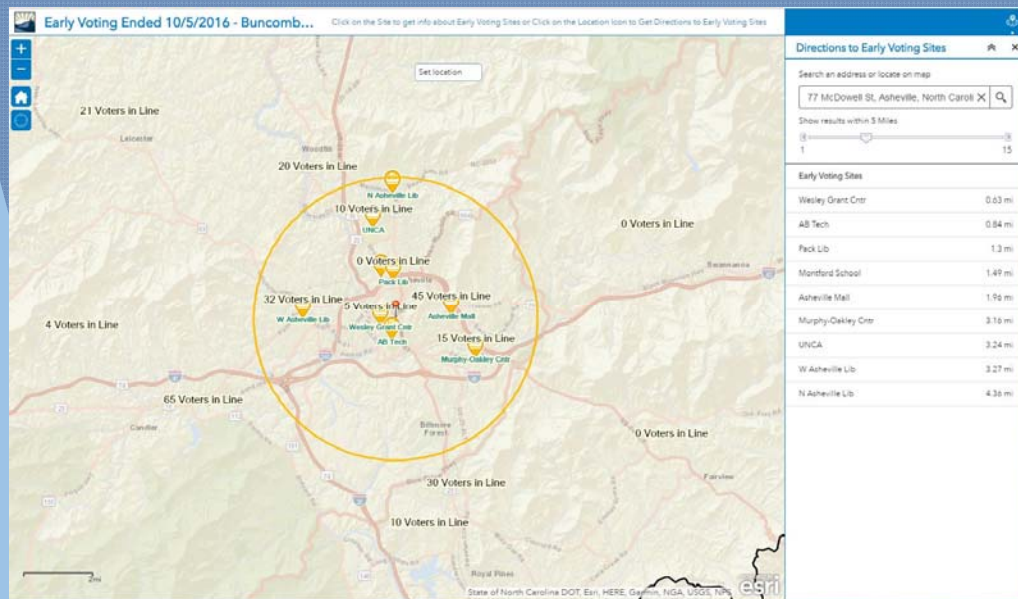 Early Voting Ended 10/5/2016 - Buncomb...
Click on the Site to get info about Early Voting Sites or Click on the Location Icon to Get Directions to Early Voting Sites
Set location
21 Voters in Line
Leicester
Woodfin
20 Voters in Line
N Asheville Lib
10 Voters in Line
UNCA
0 Voters in Line
0 Voters in Line
Pack Lib
Swannanoa
32 Voters in Line
45 Voters in Line
5 Voters in Line
W Asheville Lib
Asheville Mall
Wesley Grant Cntr
4 Voters in Line
AB Tech
15 Voters in Line
Murphy-Oakley Cntr
65 Voters in Line
Candler
Biltmore
Forest
0 Voters in Line
Fairview
30 Voters in Line
10 Voters in Line
Royal Pines
2mi
State of North Carolina DOT, Esri, HERE, Garmin, NGA, USGS, NPS
esri
Directions to Early Voting Sites
Search an address or locate on map
77 McDowell St, Asheville, North Caroli
Show results within 5 Miles
1
15
Early Voting Sites
Wesley Grant Cntr 0.63 mi
AB Tech 0.84 mi
Pack Lib 1.3 mi
Montford School 1.49 mi
Asheville Mall 1.96 mi
Murphy-Oakley Cntr 3.16 mi
UNCA 3.24 mi
W Asheville Lib 3.27 mi
N Asheville Lib 4.36 mi